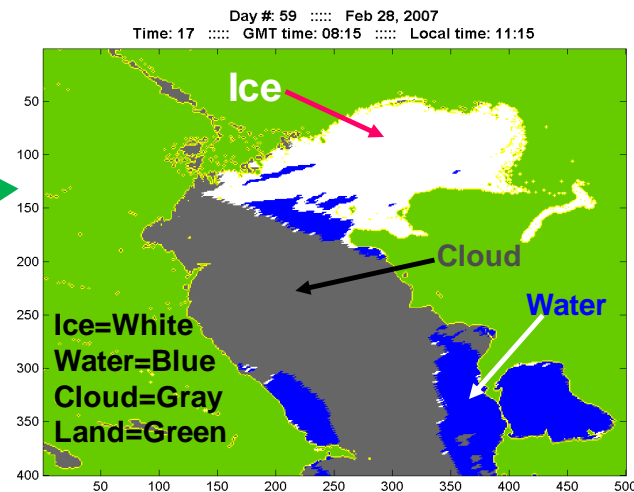 Day #: 59 ::::: Feb 28, 2007
Time: 17 ::::: GMT time: 08:15 ::::: Local time: 11:15
Ice
50
100
150
200
250
300
350
400
Cloud
Water
Ice=White
Water=Blue
Cloud=Gray
Land=Green
50 100 150 200 250 300 350 400 450 500